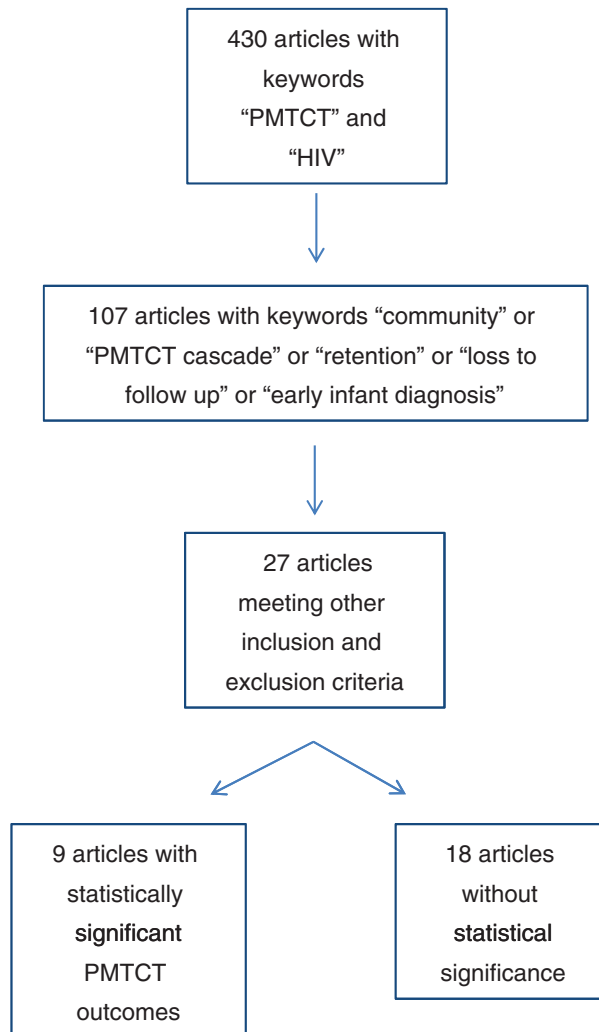 430 articles with
keywords
“PMTCT” and
“HIV”
107 articles with keywords “community” or
“PMTCT cascade” or “retention” or “loss to
follow up” or “early infant diagnosis”
27 articles
meeting other
inclusion and
exclusion criteria
9 articles with
statistically
significant
PMTCT
outcomes
18 articles
without
statistical
significance